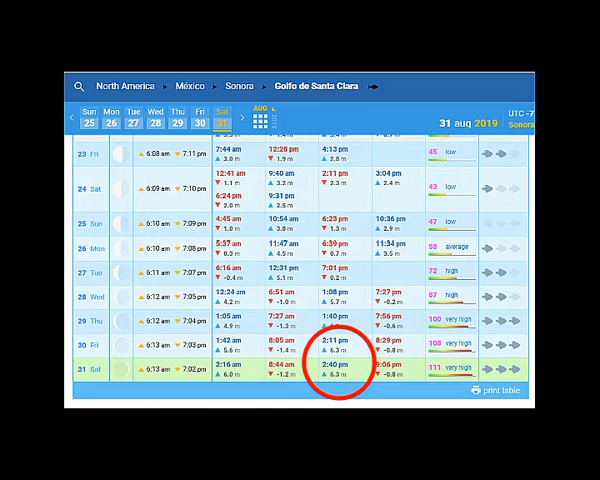 North America México Sonora Golfo de Santa Clara
Sun Mon Tue Wed Thu Fri Sat AUG
25 26 27 28 29 30 31 2019
31 aug 2019 UTC -7
Sonora
23 Fri 6:08 am 7:11 pm 7:44 am 12:28 pm 4:13 pm 45 low
3.0 m 1.9 m 2.8 m
24 Sat 6:09 am 7:10 pm 12:41 am 9:40 am 2:11 pm 3:04 pm 43 low
1.1 m 3.2 m 2.3 m 2.4 m
6:24 pm 9:31 pm
2.0 m 2.5 m
25 Sun 6:10 am 7:09 pm 4:45 am 10:54 am 6:23 pm 10:36 pm 47 low
1.0 m 3.8 m 1.3 m 2.9 m
26 Mon 6:10 am 7:08 pm 5:37 am 11:47 am 6:39 pm 11:34 pm 58 average
0.3 m 4.5 m 0.7 m 3.5 m
27 Tue 6:11 am 7:07 pm 6:16 am 12:31 pm 7:01 pm 72 high
-0.4 m 5.1 m 0.2 m
28 Wed 6:12 am 7:05 pm 12:24 am 6:51 am 1:08 pm 7:27 pm 87 high
4.2 m -1.0 m 5.7 m -0.2 m
29 Thu 6:12 am 7:04 pm 1:05 am 7:27 am 1:40 pm 7:56 pm 100 very high
4.9 m -1.3 m -0.6 m
30 Fri 6:13 am 7:03 pm 1:42 am 8:05 am 2:11 pm 8:29 pm 108 very high
5.6 m -1.4 m 6.3 m -0.8 m
31 Sat 6:13 am 7:02 pm 2:16 am 8:44 am 2:40 pm 9:06 pm 111 very high
6.0 m -1.2 m 6.3 m -0.8 m
print table